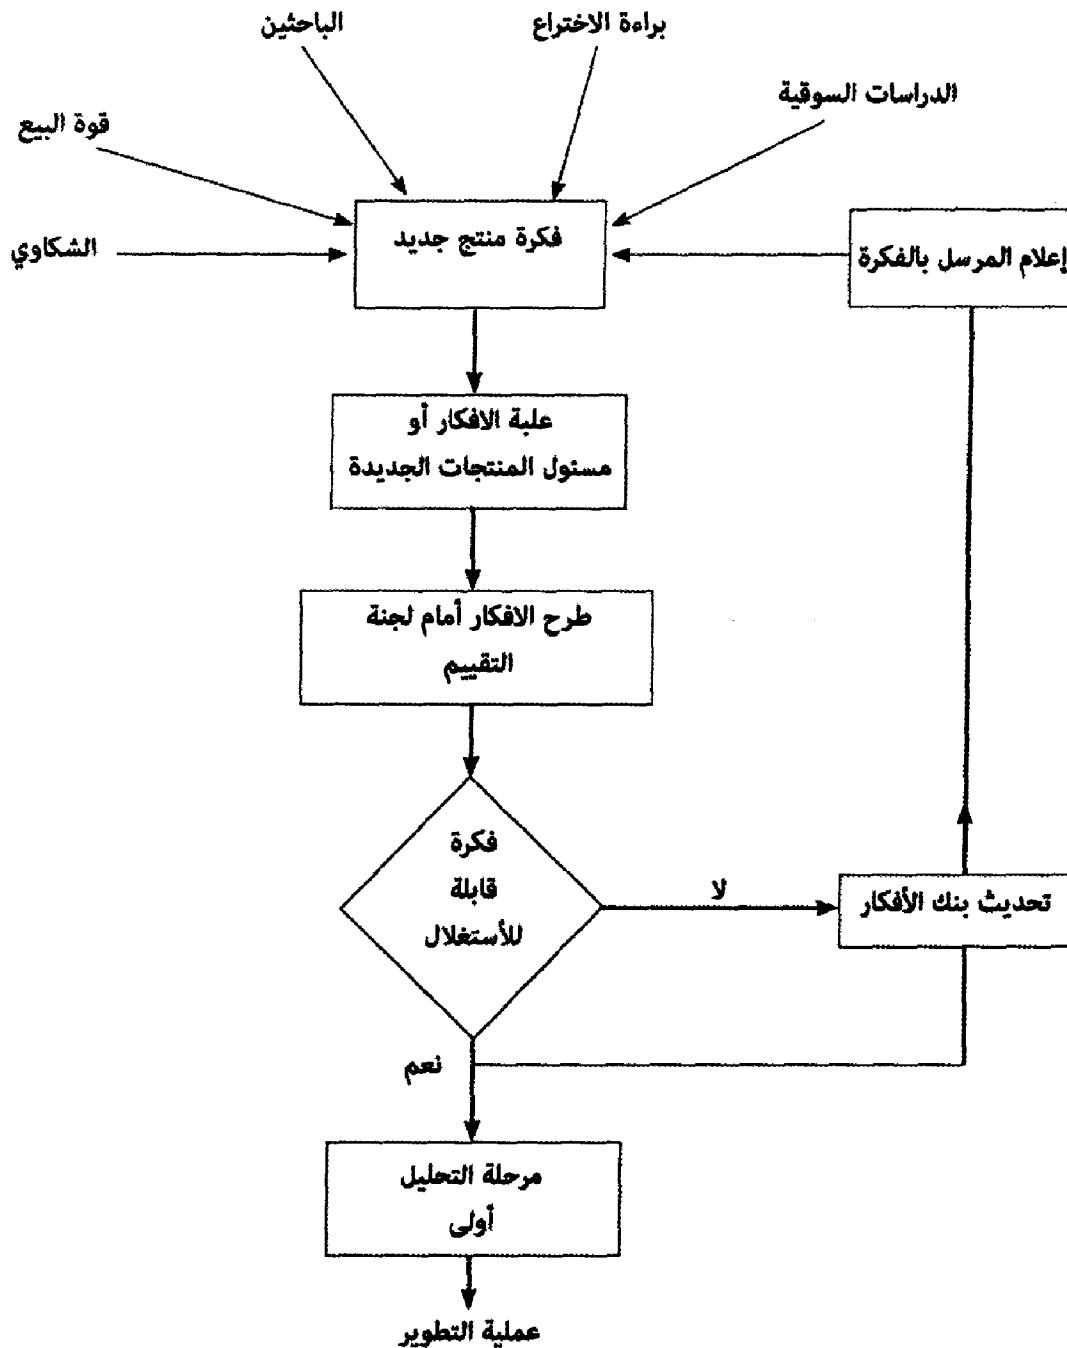 براءة الاختراع
الباحثين
الدراسات السوقية
قوة البيع
فكرة منتج جديد
الشكاوي
إعلام المرسل بالفكرة
علبة الافكار أو
مسئول المنتجات الجديدة
طرح الافكار أمام لجنة
التقييم
فكرة
قابلة
للأستغلال
لا
تحديث بنك الأفكار
نعم
مرحلة التحليل
أولى
عملية التطوير